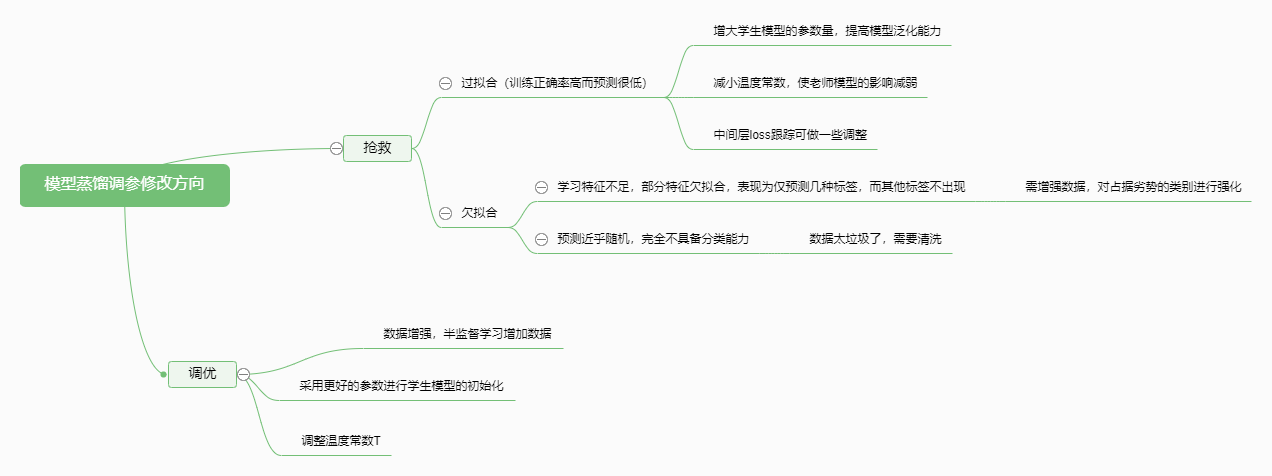 模型蒸馏调参修改方向
抢救
过拟合（训练正确率高而预测很低）
增大学生模型的参数量，提高模型泛化能力
减小温度常数，使老师模型的影响减弱
中间层loss跟踪可做一些调整
欠拟合
学习特征不足，部分特征欠拟合，表现为仅预测几种标签，而其他标签不出现
需增强数据，对占据劣势的类别进行强化
预测近乎随机，完全不具备分类能力
数据太垃圾了，需要清洗
调优
数据增强，半监督学习增加数据
采用更好的参数进行学生模型的初始化
调整温度常数T